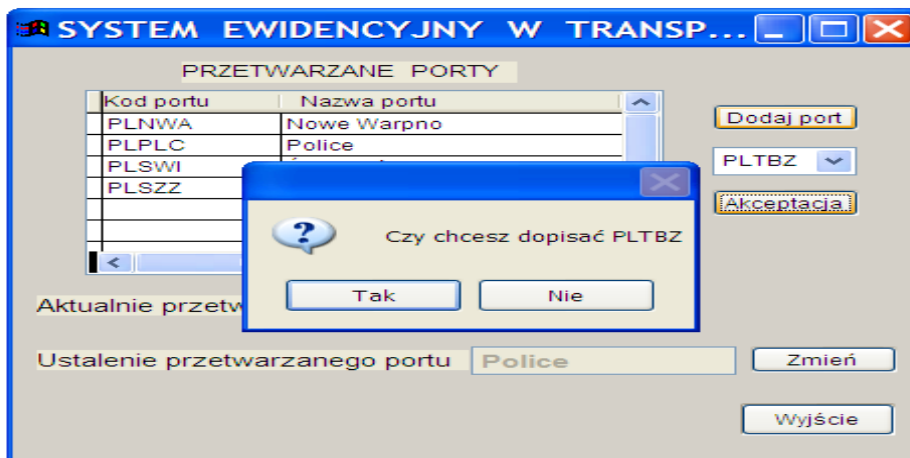 SYSTEM EWIDENCYJNY W TRANSP...
PRZETWARZANE PORTY
Kod portu Nazwa portu
PLNWA Nowe Warpno
PLPLC Police
PLSWI
PLSZZ
Dodaj port
PLTBZ
Akceptacja
Czy chcesz dopisać PLTBZ
Tak Nie
Aktualnie
Ustalenie przetwarzanego portu Police Zmień
Wyjście